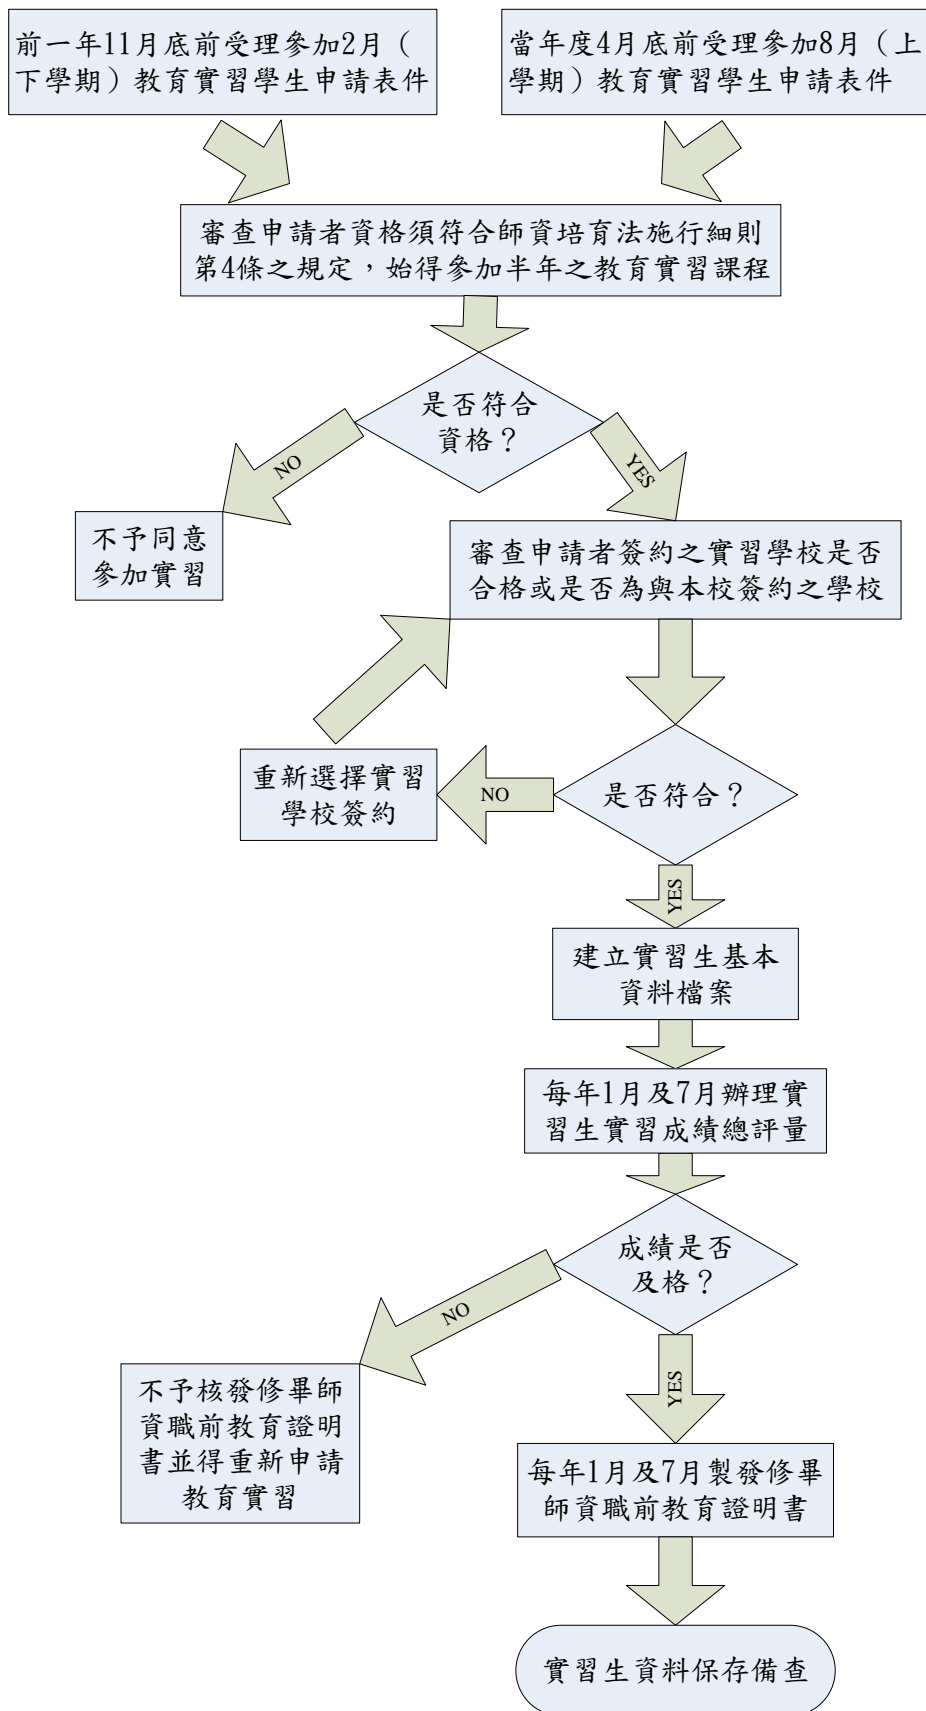 前一年11月底前受理參加2月（
下學期）教育實習學生申請表件
當年度4月底前受理參加8月（上
學期）教育實習學生申請表件
審查申請者資格須符合師資培育法施行細則
第4條之規定，始得參加半年之教育實習課程
是否符合
資格？
NO
YES
不予同意
參加實習
審查申請者簽約之實習學校是否
合格或是否為與本校簽約之學校
重新選擇實習
學校簽約
NO
是否符合？
YES
建立實習生基本
資料檔案
每年1月及7月辦理實
習生實習成績總評量
成績是否
及格？
NO
YES
不予核發修畢師
資職前教育證明
書並得重新申請
教育實習
每年1月及7月製發修畢
師資職前教育證明書
實習生資料保存備查